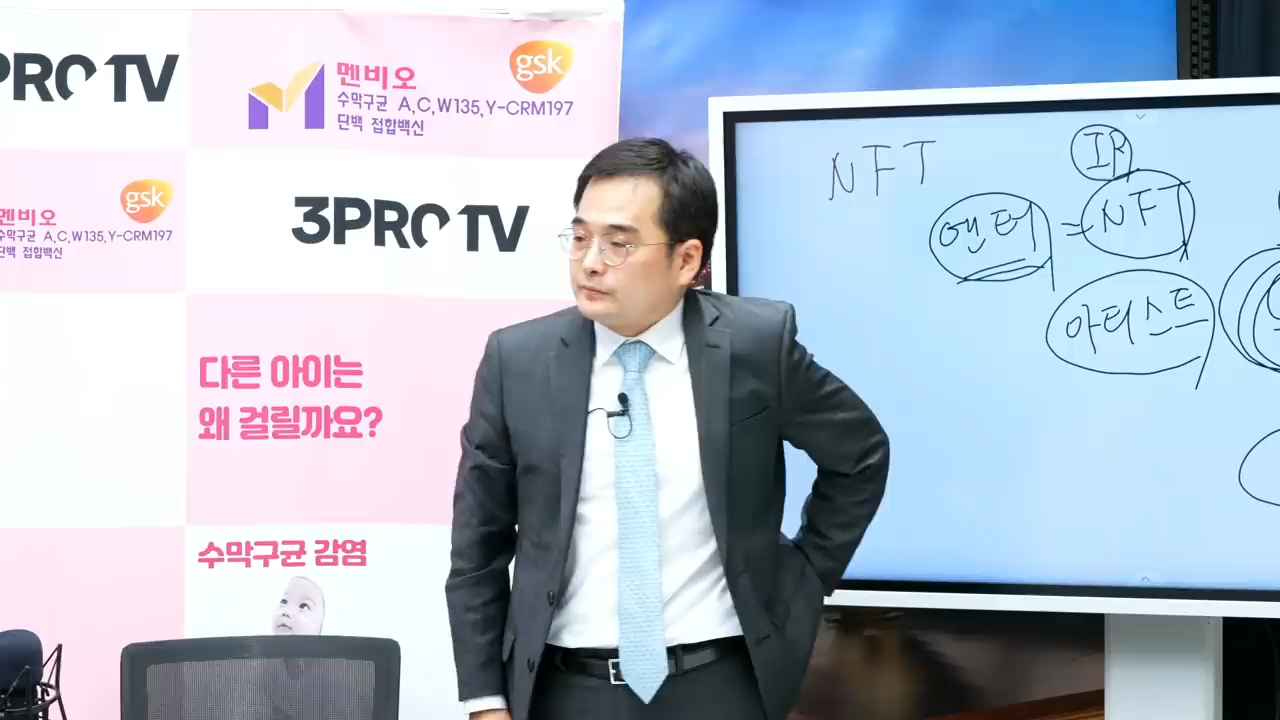 PRO TV
멘비오
수막구균 A,C,W135,Y-CRM197
단백 접합백신
gsk
멘비오
수막구균 A,C,W135,Y-CRM197
단백 접합백신
gsk
3PRO TV
다른 아이는
왜 걸릴까요?
수막구균 감염
NFT
IR
엔터 = NFT
아티스트